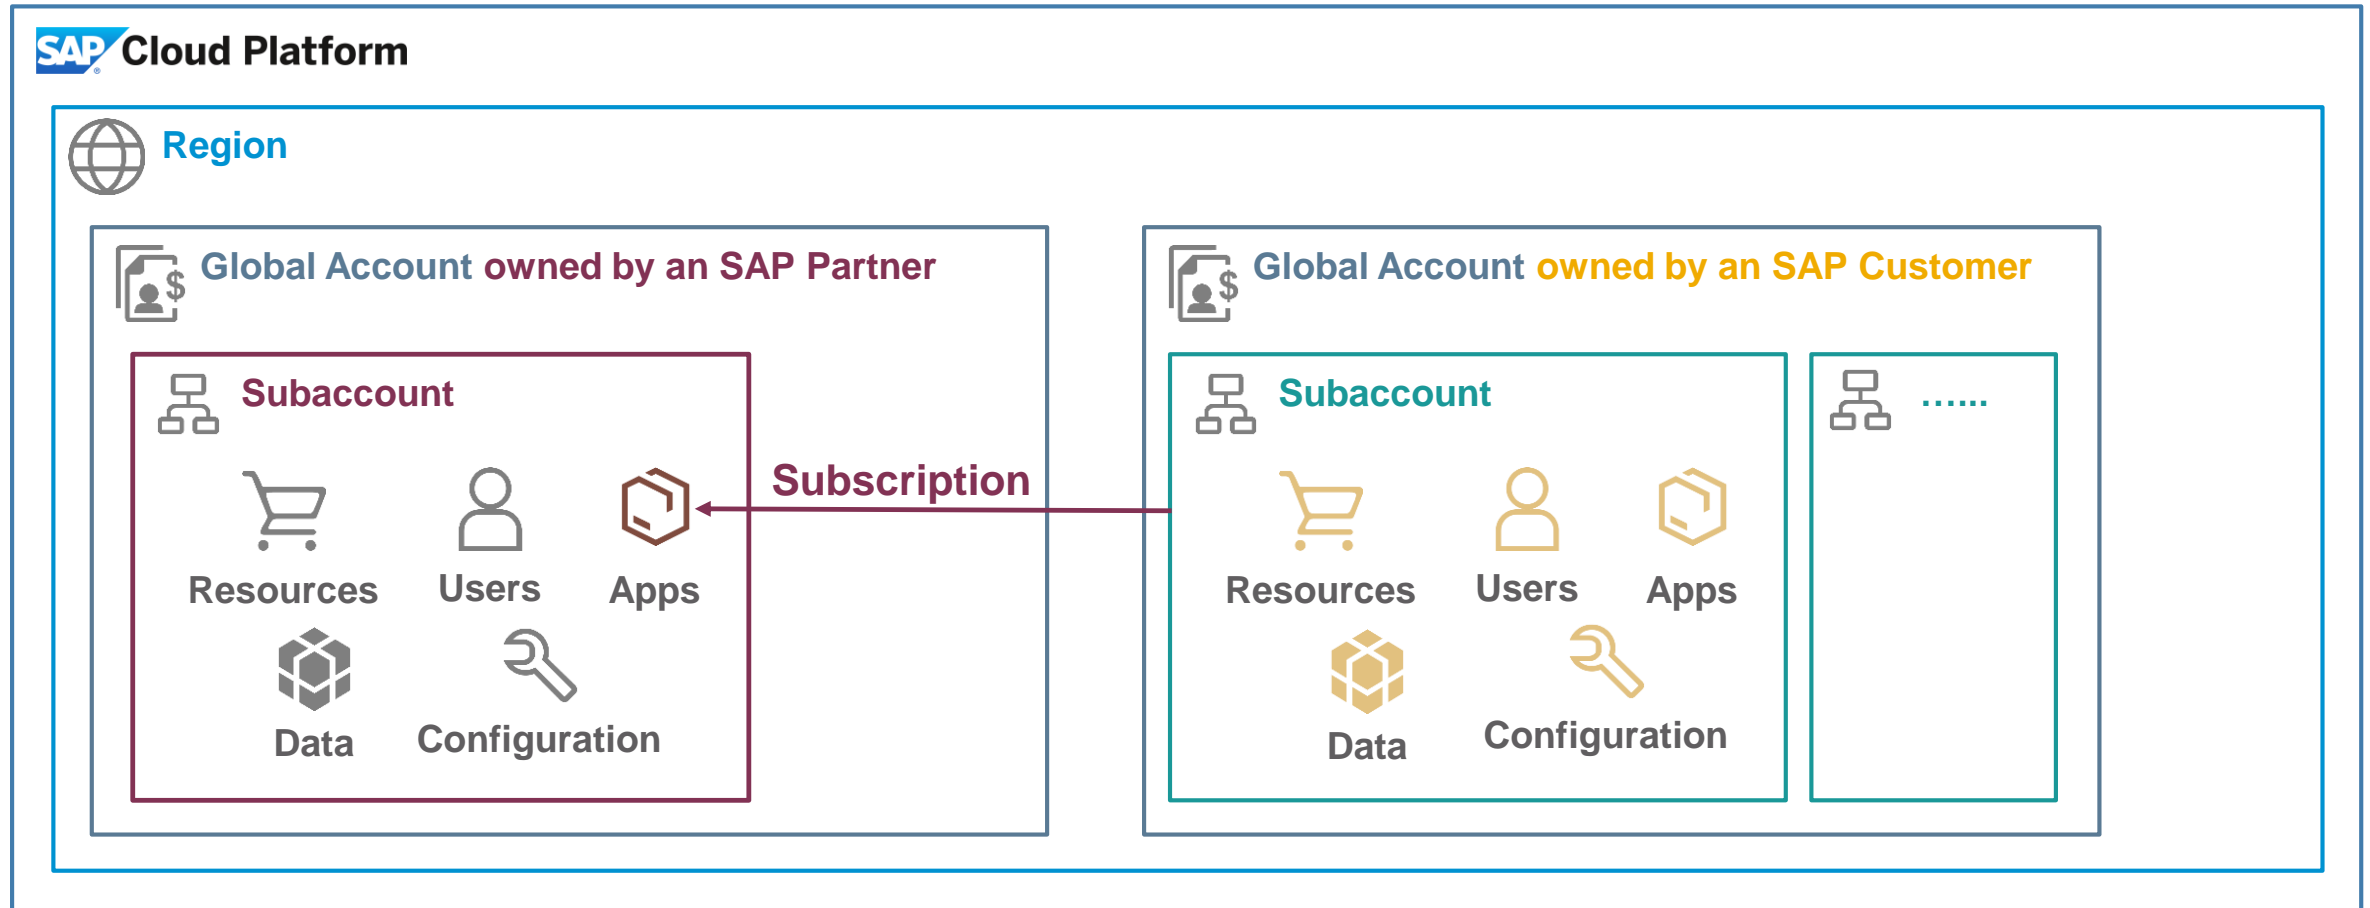 SAP Cloud Platform
Region
Global Account owned by an SAP Partner
Global Account owned by an SAP Customer
Subaccount
Subaccount
…...
Subscription
Resources
Users
Apps
Resources
Users
Apps
Data
Configuration
Data
Configuration
$
$